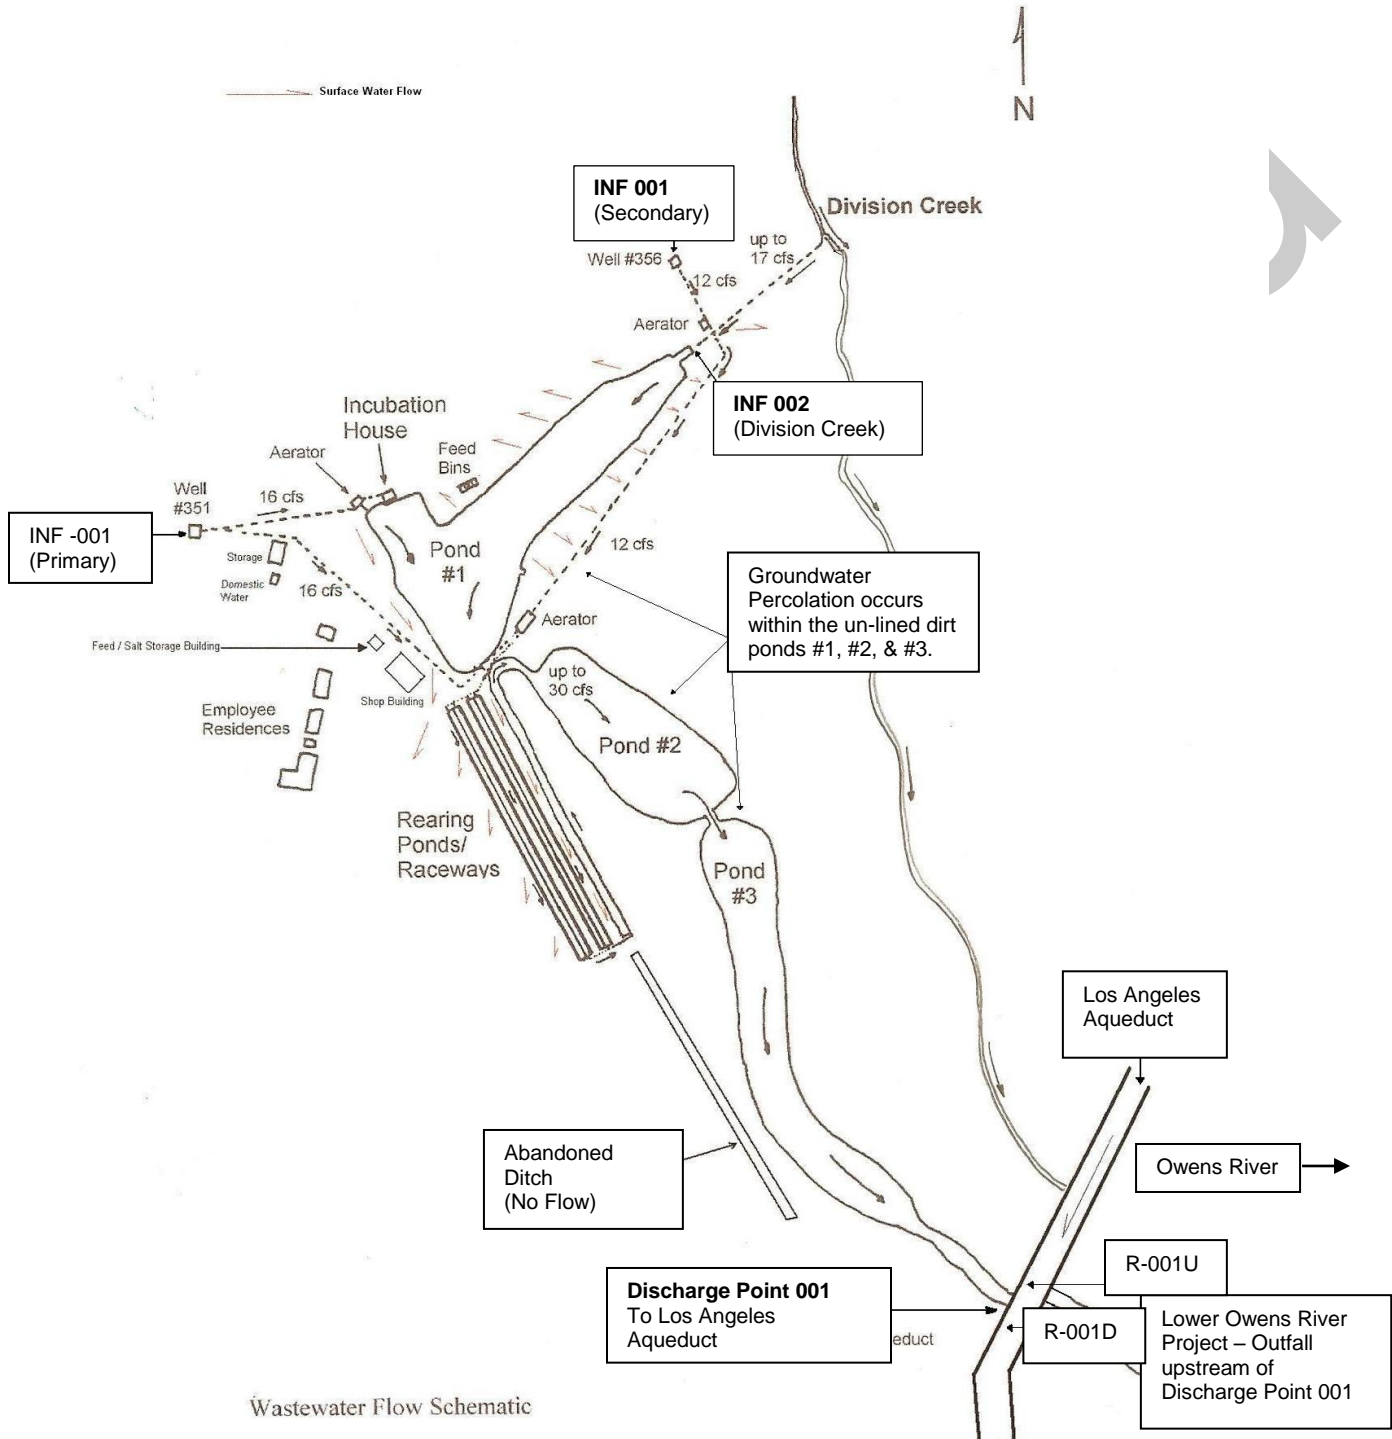 Surface Water Flow
N
INF 001
(Secondary)
Division Creek
up to
17 cfs
Well #356
12 cfs
Aerator
INF 002
(Division Creek)
Incubation
House
Feed
Bins
Aerator
Well
#351
16 cfs
INF -001
(Primary)
Storage
Domestic
Water
16 cfs
Pond
#1
12 cfs
Groundwater
Percolation occurs
within the un-lined dirt
ponds #1, #2, & #3.
Aerator
Feed / Salt Storage Building
Shop Building
up to
30 cfs
Employee
Residences
Pond #2
Rearing
Ponds/
Raceways
Pond
#3
Los Angeles
Aqueduct
Abandoned
Ditch
(No Flow)
Owens River
R-001U
Discharge Point 001
To Los Angeles
Aqueduct
educt
R-001D
Lower Owens River
Project – Outfall
upstream of
Discharge Point 001
Wastewater Flow Schematic